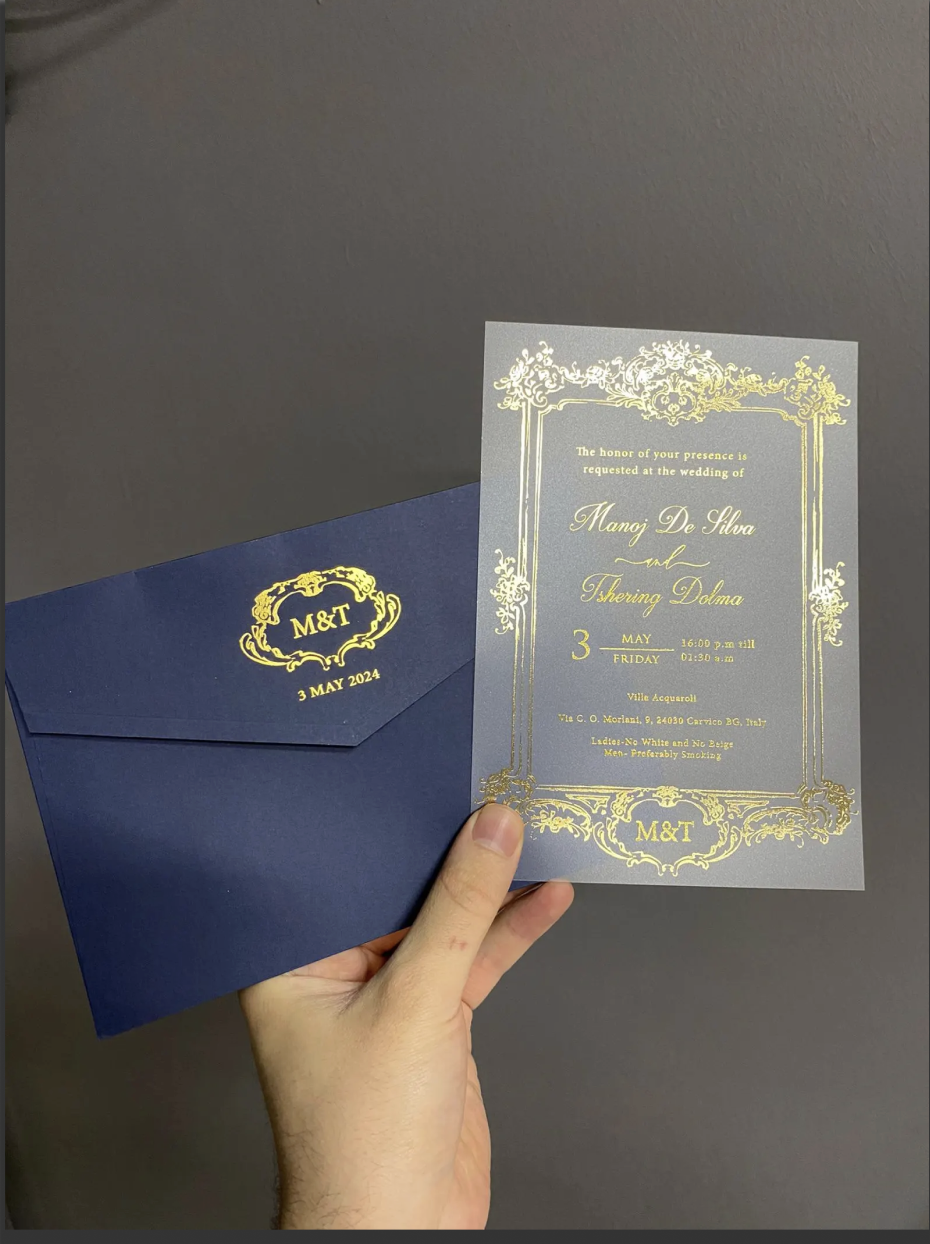 M&T
3 MAY 2024
The honor of your presence is
requested at the wedding of
Manoj De Silva
and
Tshering Dolma
3
MAY
FRIDAY
16:00 p.m till
01:30 a.m
Villa Acquaroli
Via C. O. Morlani, 9, 24030 Carvico BG, Italy
Ladies-No White and No Beige
Men- Preferably Smoking
M&T